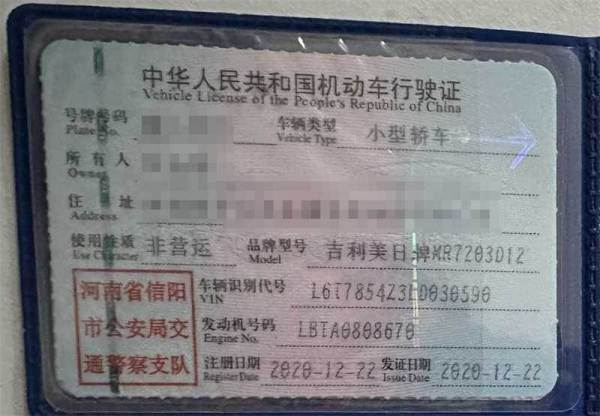 中华人民共和国机动车行驶证
Vehicle License of the People's Republic of China
号牌号码 车辆类型 小型轿车
Plate No. Vehicle Type
所有人
Owner
住址
Address
使用性质 非营运 品牌型号 吉利美日牌MR7203D12
Use Character Model
河南省信阳 车辆识别代号 L6T7854Z3LD030590
VIN
市公安局交 发动机号码 LBTA0808670
Engine No.
通警察支队 注册日期 2020-12-22 发证日期 2020-12-22
Register Date Issue Date